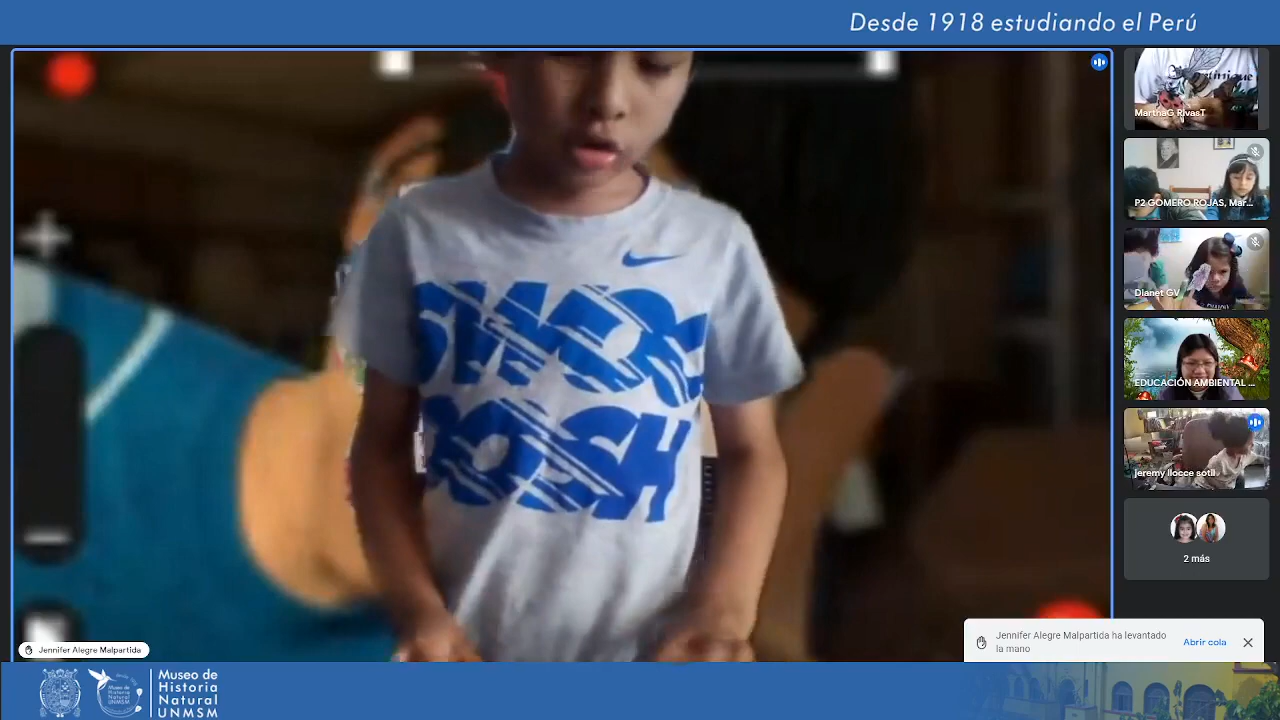 Desde 1918 estudiando el Perú
SWOOSH
MarthaG RivasT
P2 GOMERO ROJAS, Mar...
Dianet GV
EDUCACIÓN AMBIENTAL ...
jeremy llocce sotil
2 más
Jennifer Alegre Malpartida
Jennifer Alegre Malpartida ha levantado
la mano
Abrir cola
Museo de
Historia
Natural
UNMSM